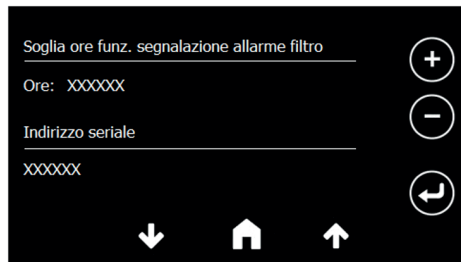 Soglia ore funz. segnalazione allarme filtro
Ore: XXXXXX
Indirizzo seriale
XXXXXX